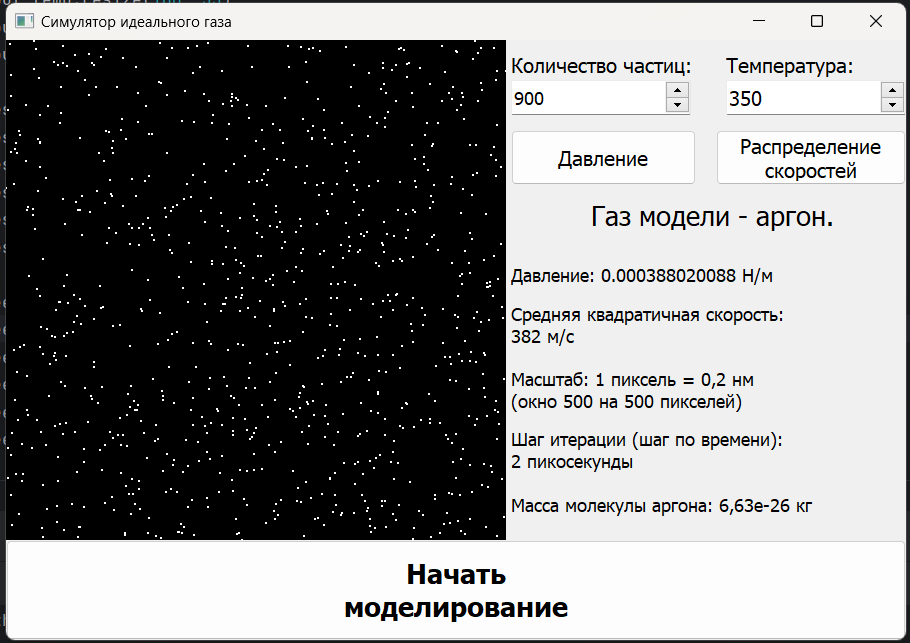 Симулятор идеального газа
Количество частиц:
Температура:
900
350
Давление
Распределение
скоростей
Газ модели - аргон.
Давление: 0.000388020088 Н/м
Средняя квадратичная скорость:
382 м/с
Масштаб: 1 пиксель = 0,2 нм
(окно 500 на 500 пикселей)
Шаг итерации (шаг по времени):
2 пикосекунды
Масса молекулы аргона: 6,63e-26 кг
Начать
моделирование